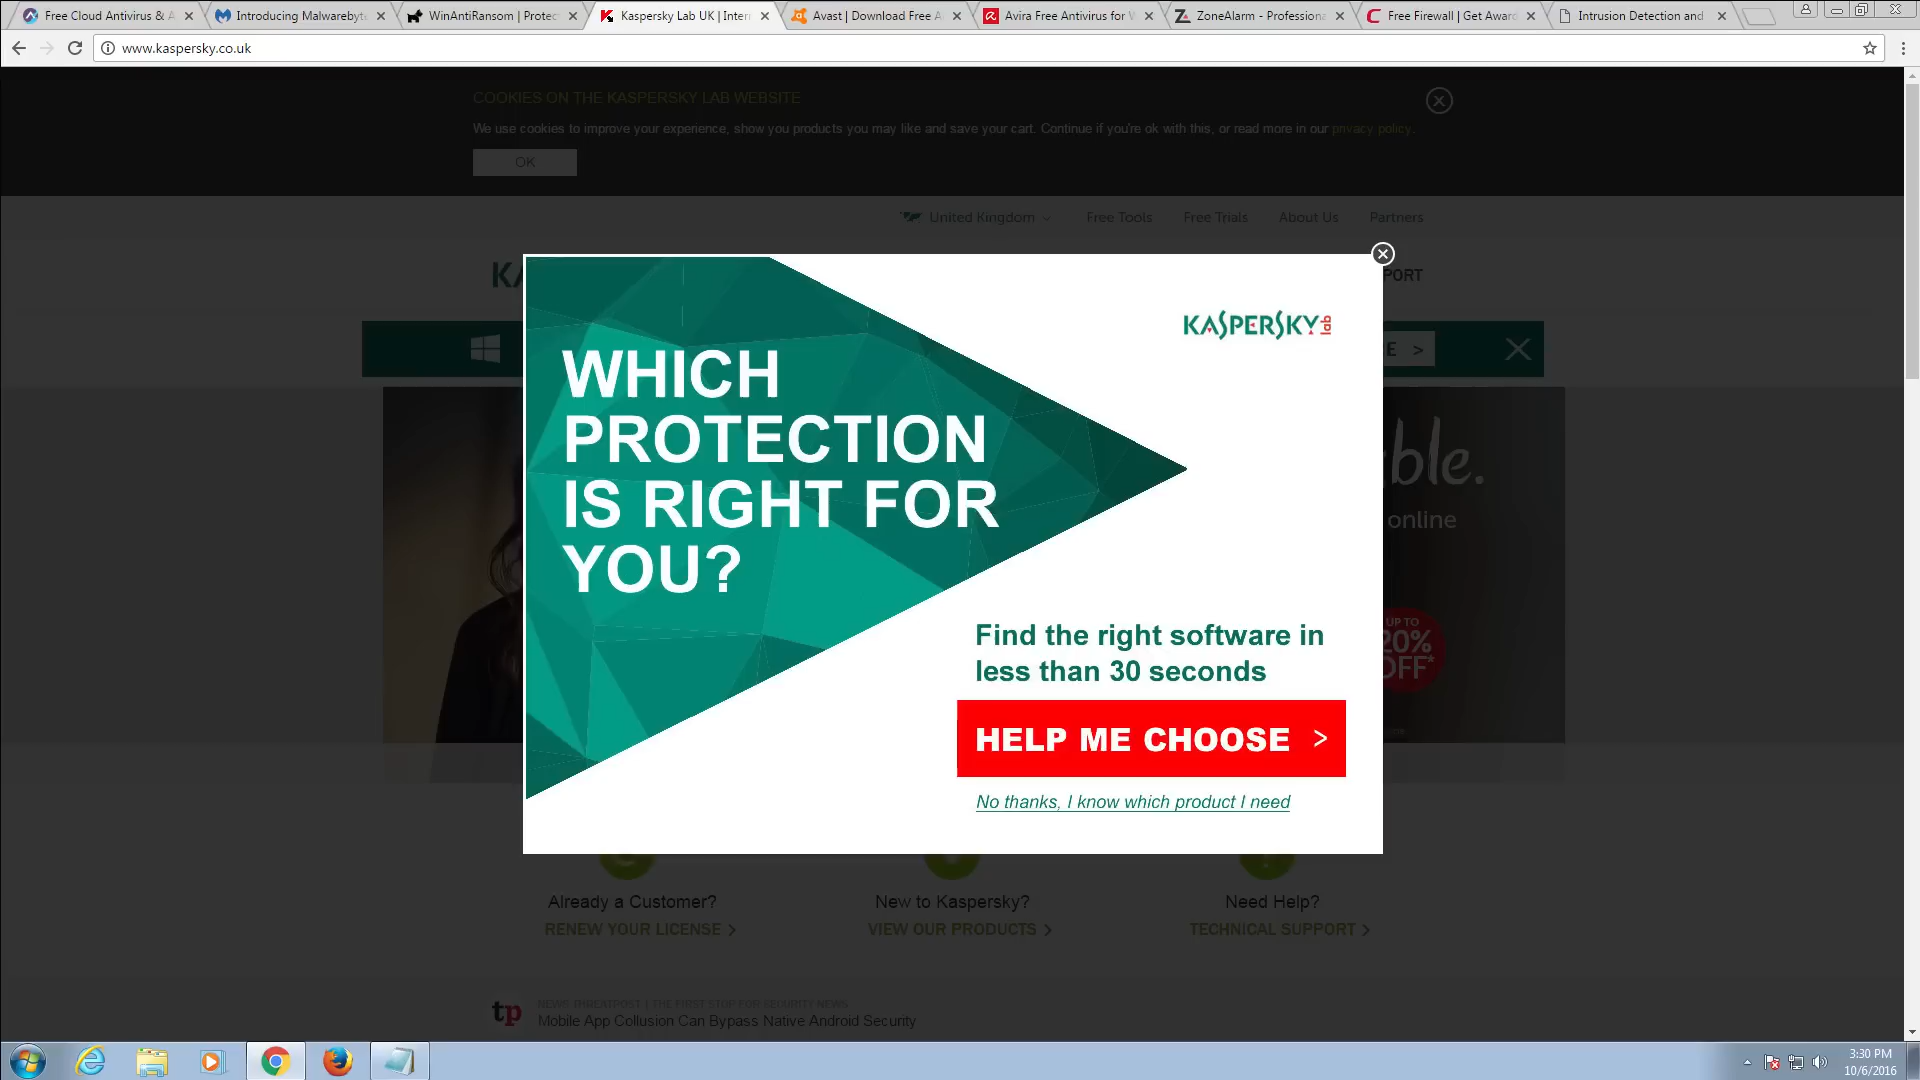 Free Cloud Antivirus & A
Introducing Malwarebyt
WinAntiRansom | Protec
Kaspersky Lab UK | Inter
Avast | Download Free A
Avira Free Antivirus for W
ZoneAlarm - Professiona
Free Firewall | Get Award
Intrusion Detection and
www.kaspersky.co.uk
COOKIES ON THE KASPERSKY LAB WEBSITE
We use cookies to improve your experience, show you products you may like and save your cart. Continue if you're ok with this, or read more in our privacy policy.
OK
United Kingdom
Free Tools
Free Trials
About Us
Partners
PORT
KASPERSKY lab
E >
WHICH
PROTECTION
IS RIGHT FOR
YOU?
ble.
online
UP TO
20%
OFF*
Find the right software in
less than 30 seconds
HELP ME CHOOSE >
No thanks, I know which product I need
Already a Customer?
New to Kaspersky?
Need Help?
RENEW YOUR LICENSE >
VIEW OUR PRODUCTS >
TECHNICAL SUPPORT >
tp
NEWS THREATPOST | THE FIRST STOP FOR SECURITY NEWS
Mobile App Collusion Can Bypass Native Android Security
3:30 PM
10/6/2016